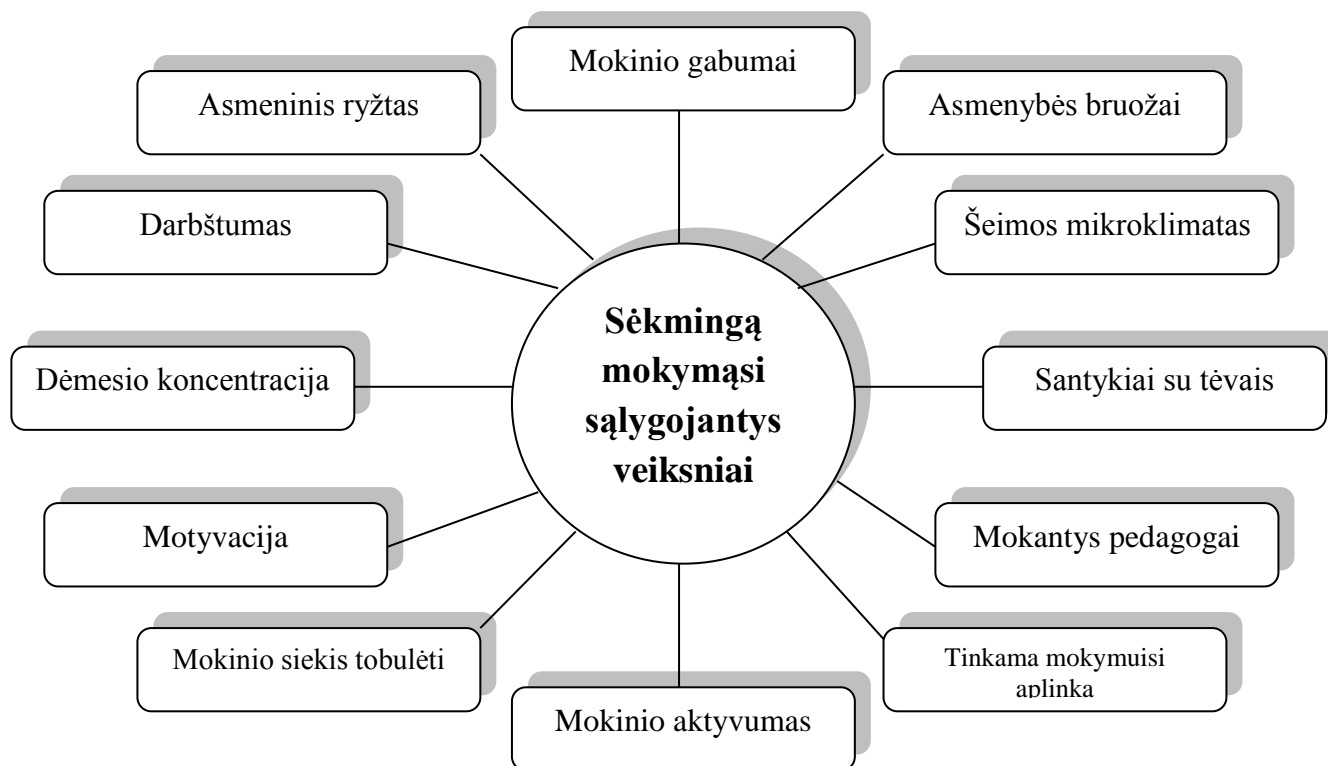 Mokinio gabumai
Asmeninis ryžtas
Asmenybės bruožai
Darbštumas
Šeimos mikroklimatas
Sėkmingą
mokymąsi
sąlygojantys
veiksniai
Dėmesio koncentracija
Santykiai su tėvais
Motyvacija
Mokantys pedagogai
Mokinio siekis tobulėti
Tinkama mokymuisi
aplinka
Mokinio aktyvumas